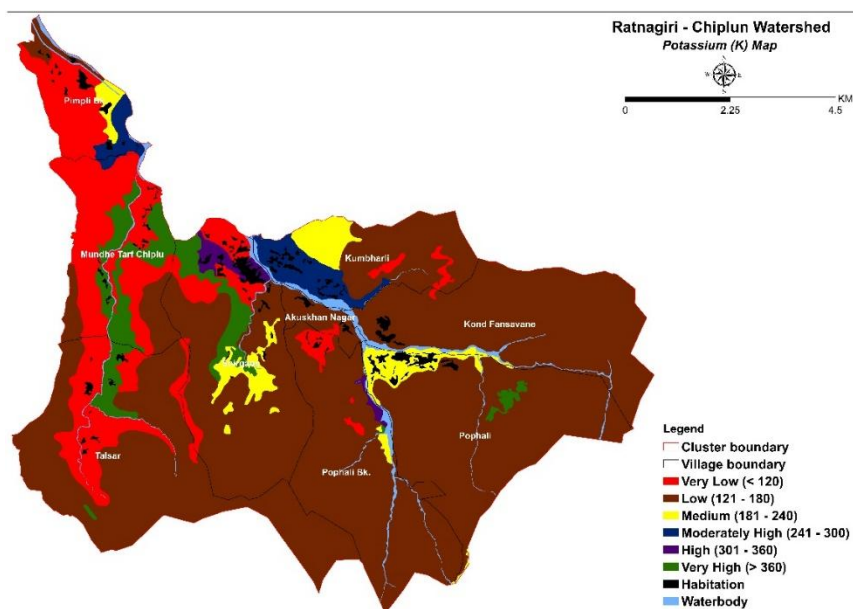 Ratnagiri - Chiplun Watershed
Potassium (K) Map
N
W
E
S
KM
0
2.25
4.5
Mundhe Tarf Chiplu
Kumbharli
Akuskhan Nagar
Kond Fansavane
Talsar
Pophali Bk.
Pophali
Legend
Cluster boundary
Village boundary
Very Low (< 120)
Low (121 - 180)
Medium (181 - 240)
Moderately High (241 - 300)
High (301 - 360)
Very High (> 360)
Habitation
Waterbody